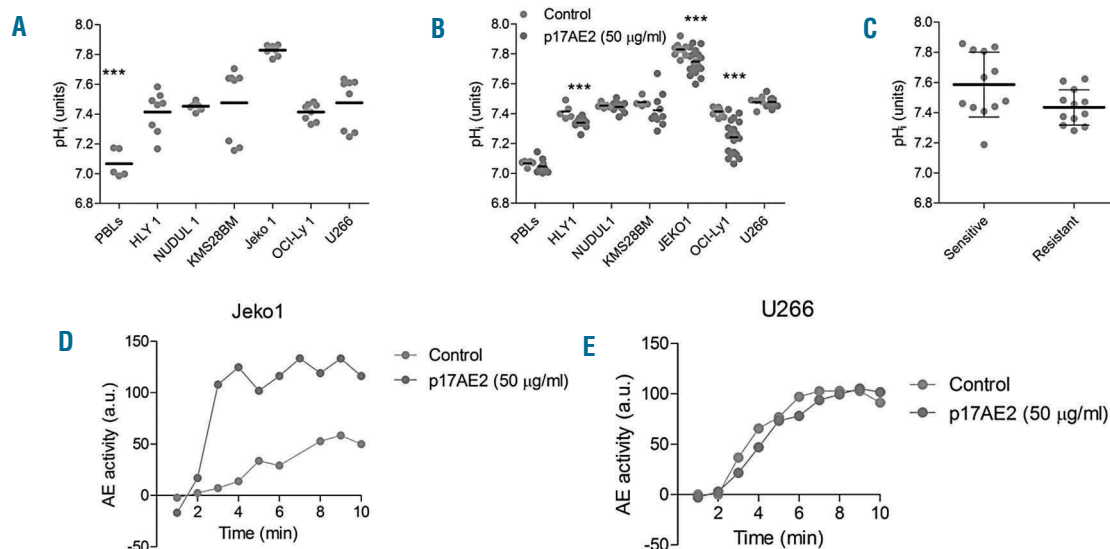 A
pHi (units)
8.0
7.8
7.6
7.4
7.2
7.0
6.8
***
PBLs
HLY 1
NUDUL 1
KMS28BM
Jeko 1
OCI-Ly 1
U266
B
Control
p17AE2 (50 µg/ml)
pHi (units)
8.0
7.8
7.6
7.4
7.2
7.0
6.8
***
***
***
PBLs
HLY1
NUDUL1
KMS28BM
JEKO1
OCI-Ly1
U266
C
pHi (units)
8.0
7.8
7.6
7.4
7.2
7.0
6.8
Sensitive
Resistant
D
Jeko1
AE activity (a.u.)
150
100
50
0
-50
2 4 6 8 10
Time (min)
Control
p17AE2 (50 µg/ml)
E
U266
AE activity (a.u.)
150
100
50
0
-50
2 4 6 8 10
Time (min)
Control
p17AE2 (50 µg/ml)